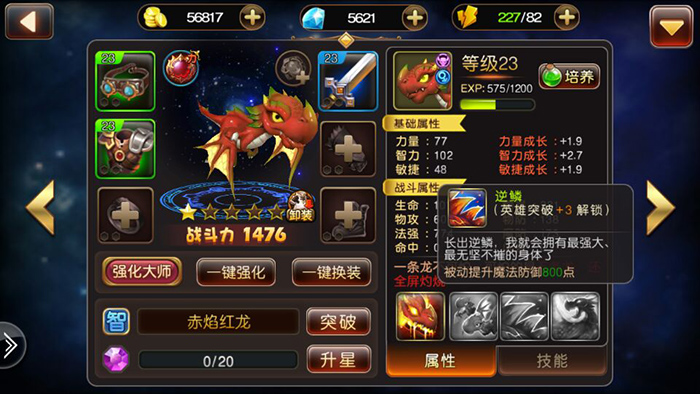 56817
5621
227/82
23
力
23
23
等级23
EXP: 575/1200
培养
基础属性
力量：77
力量成长：+1.9
智力：102
智力成长：+2.7
敏捷：48
敏捷成长：+1.9
战斗属性
生命
物攻
法强
命中
逆鳞
(英雄突破+3 解锁)
长出逆鳞，我就会拥有最强大、
最无坚不摧的身体了
被动提升魔法防御800点
卸装
战斗力 1476
强化大师
一键强化
一键换装
一条龙
全屏灼烧
智
赤焰红龙
突破
0/20
升星
属性
技能